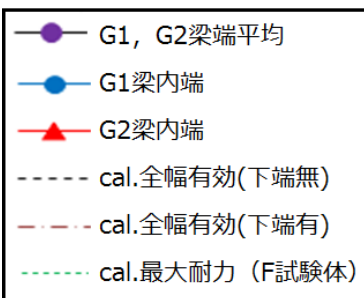 G1，G2梁端平均
G1梁内端
G2梁内端
cal.全幅有効(下端無)
cal.全幅有効(下端有)
cal.最大耐力（F試験体）